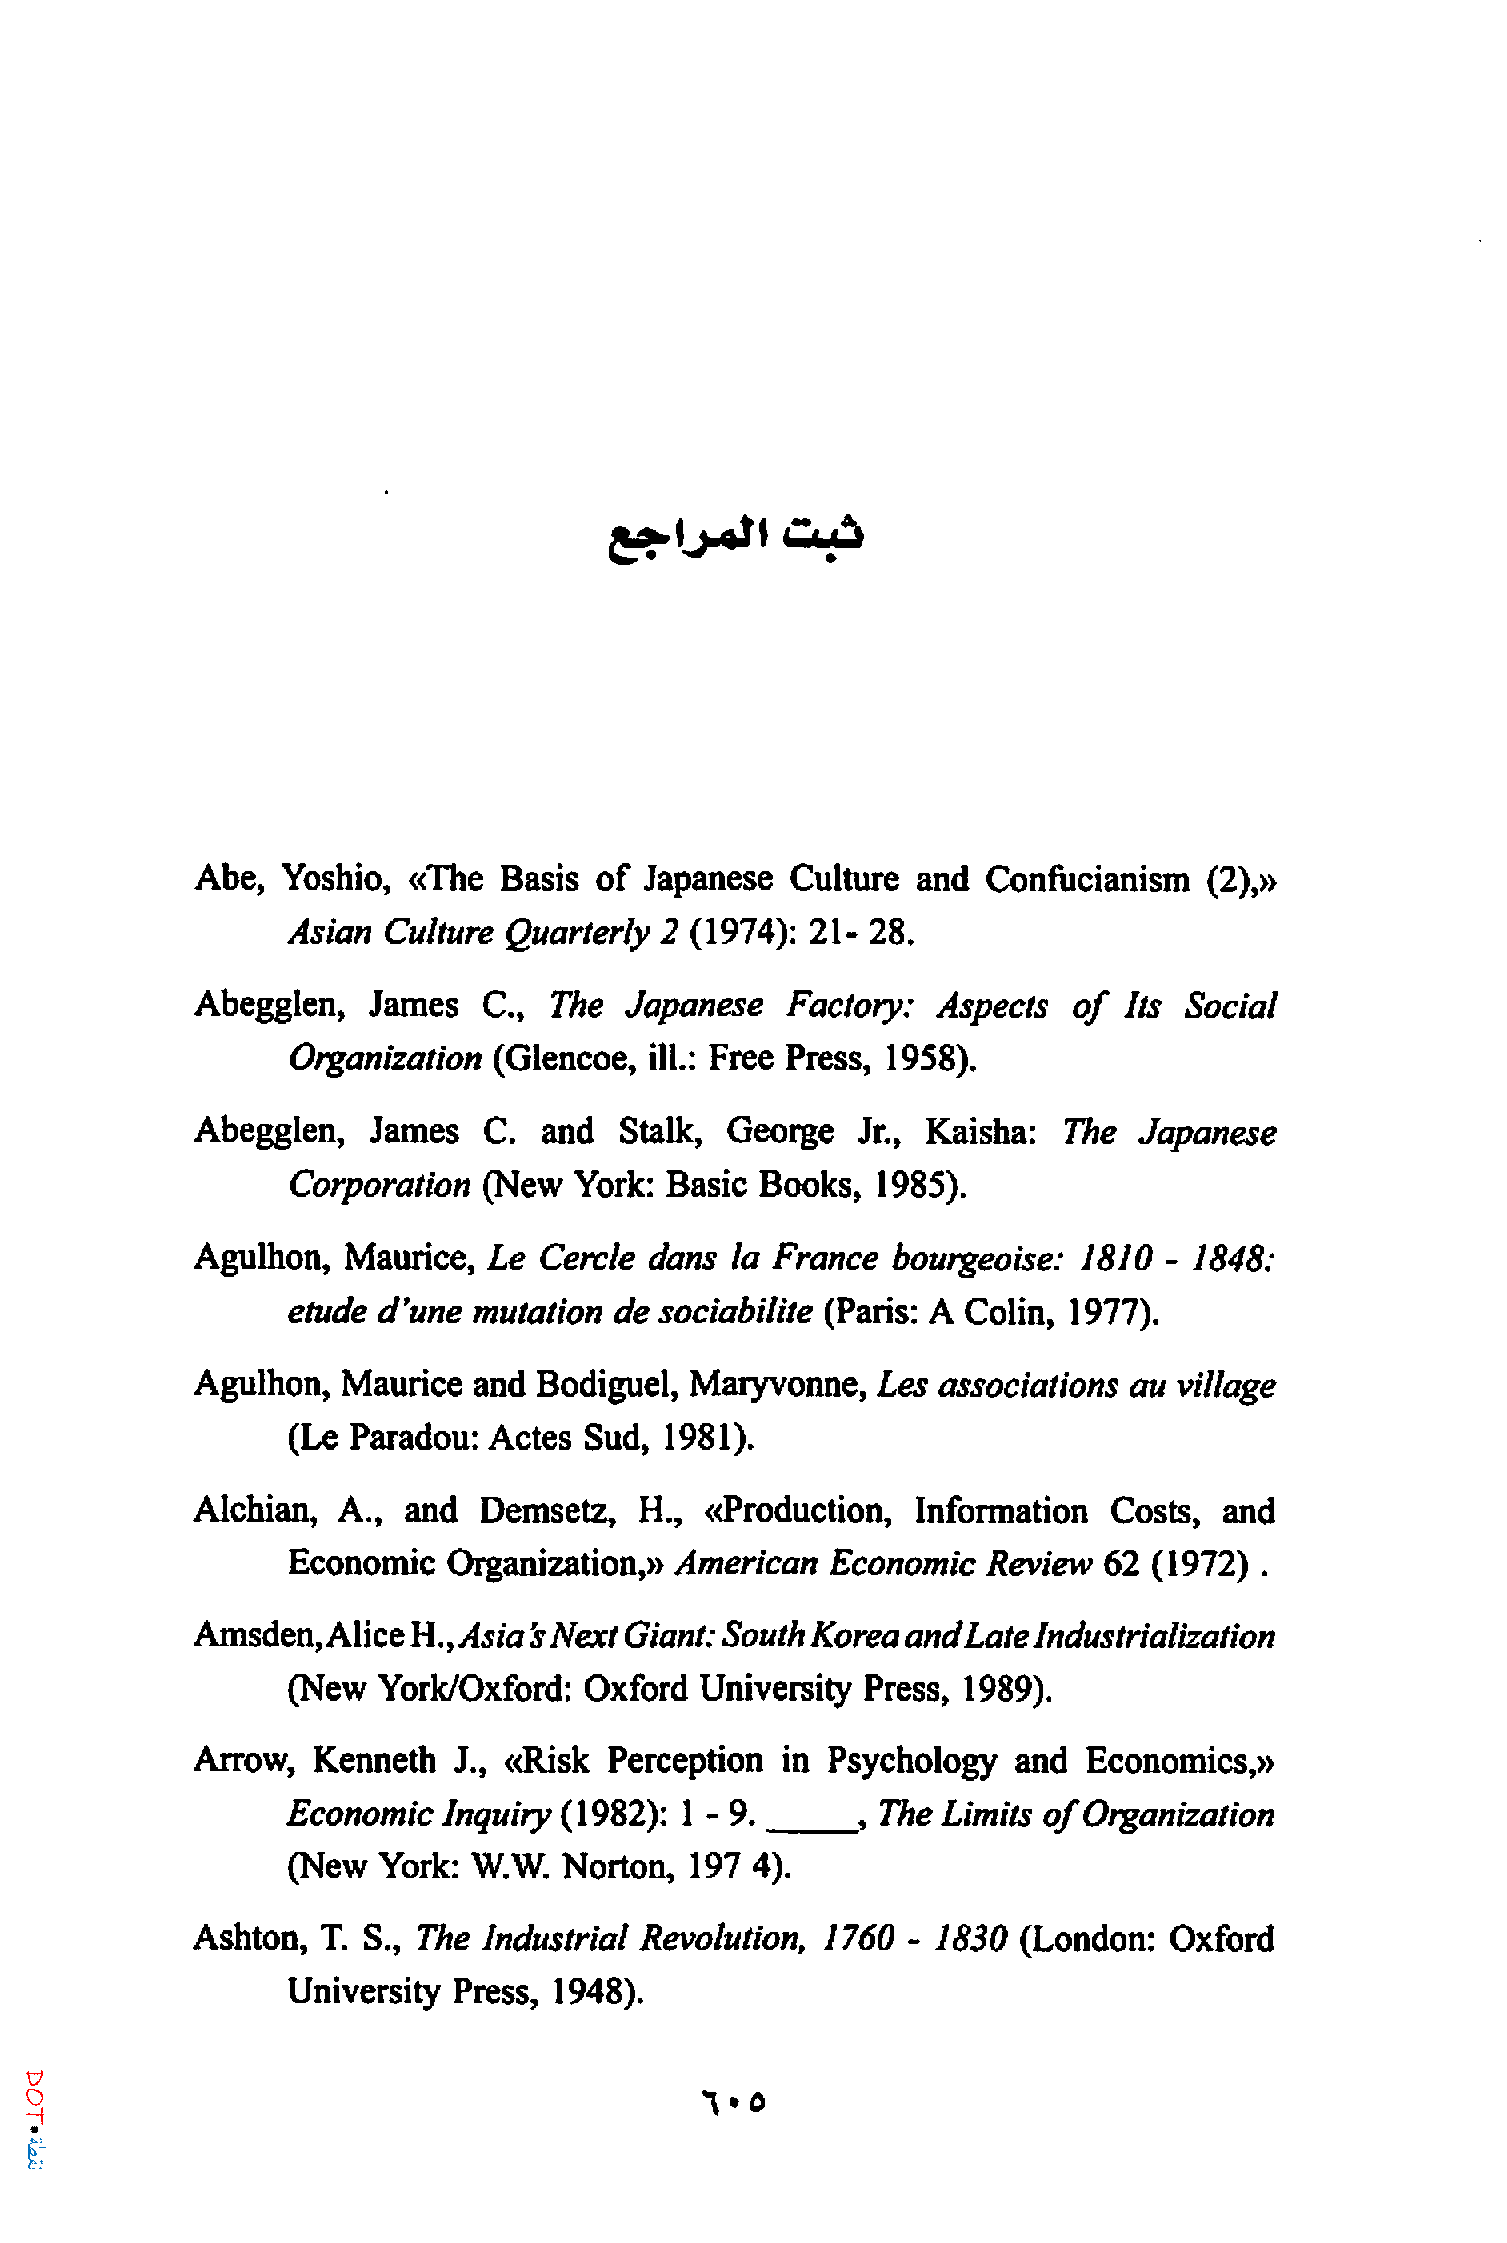 ثبت المراجع
Abe, Yoshio, «The Basis of Japanese Culture and Confucianism (2),»
Asian Culture Quarterly 2 (1974): 21- 28.
Abegglen, James C., The Japanese Factory: Aspects of Its Social
Organization (Glencoe, ill.: Free Press, 1958).
Abegglen, James C. and Stalk, George Jr., Kaisha: The Japanese
Corporation (New York: Basic Books, 1985).
Agulhon, Maurice, Le Cercle dans la France bourgeoise: 1810 - 1848:
etude d'une mutation de sociabilite (Paris: A Colin, 1977).
Agulhon, Maurice and Bodiguel, Maryvonne, Les associations au village
(Le Paradou: Actes Sud, 1981).
Alchian, A., and Demsetz, H., «Production, Information Costs, and
Economic Organization,» American Economic Review 62 (1972) .
Amsden, Alice H., Asia's Next Giant: South Korea and Late Industrialization
(New York/Oxford: Oxford University Press, 1989).
Arrow, Kenneth J., «Risk Perception in Psychology and Economics,»
Economic Inquiry (1982): 1 - 9. _____, The Limits of Organization
(New York: W.W. Norton, 197 4).
Ashton, T. S., The Industrial Revolution, 1760 - 1830 (London: Oxford
University Press, 1948).
٦٠٥
DOT•نقطة